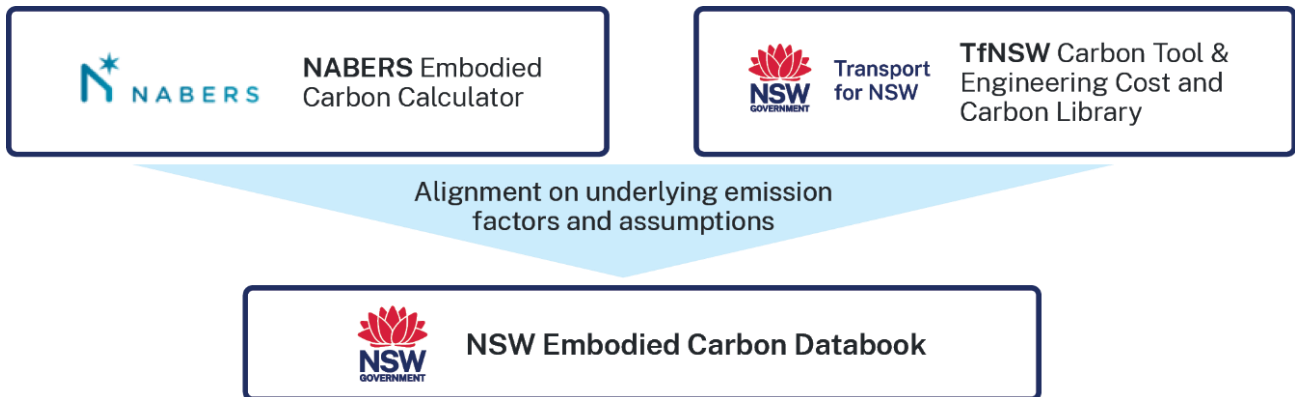 NABERS
NABERS Embodied
Carbon Calculator
NSW
GOVERNMENT
Transport
for NSW
TfNSW Carbon Tool &
Engineering Cost and
Carbon Library
Alignment on underlying emission
factors and assumptions
NSW
GOVERNMENT
NSW Embodied Carbon Databook